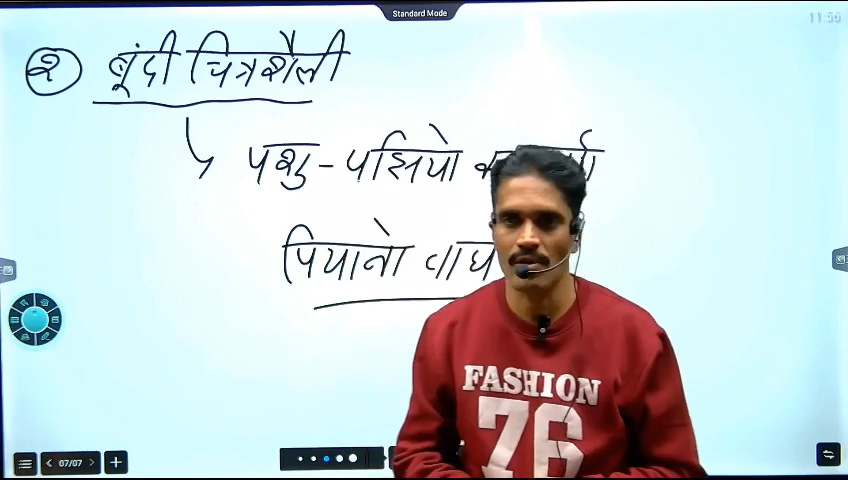 Standard Mode
11:56
२ बूंदी चित्रशैली
पशु-पक्षियो
पियानो वाघ
FASHION
76
07/07